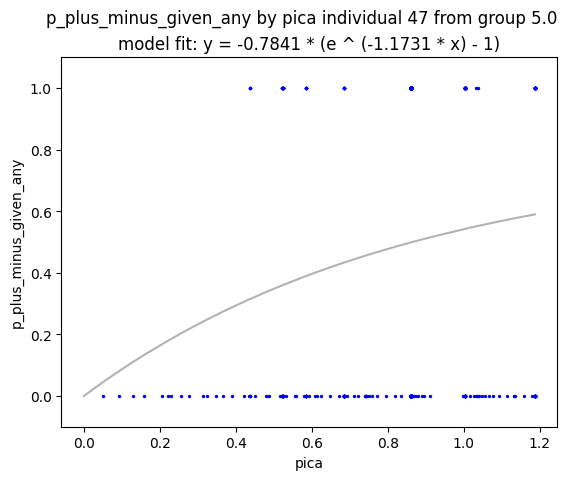 p_plus_minus_given_any by pica individual 47 from group 5.0
model fit: y = -0.7841 * (e ^ (-1.1731 * x) - 1)
p_plus_minus_given_any
1.0
0.8
0.6
0.4
0.2
0.0
0.0 0.2 0.4 0.6 0.8 1.0 1.2
pica